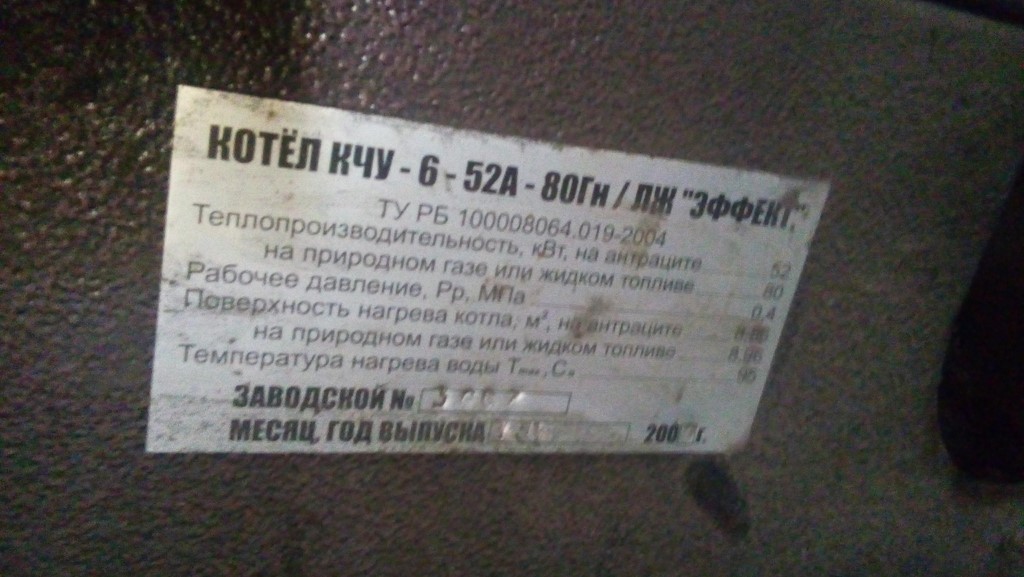 КОТЁЛ КЧУ - 6 - 52А - 80Гн / ЛЖ "ЭФФЕКТ"
ТУ РБ 100008064.019-2004
Теплопроизводительность, кВт, на антраците 52
на природном газе или жидком топливе 80
Рабочее давление, Рр, МПа 0,4
Поверхность нагрева котла, м², на антраците
на природном газе или жидком топливе
Температура нагрева воды Tmax, С 95
ЗАВОДСКОЙ №
МЕСЯЦ, ГОД ВЫПУСКА г.